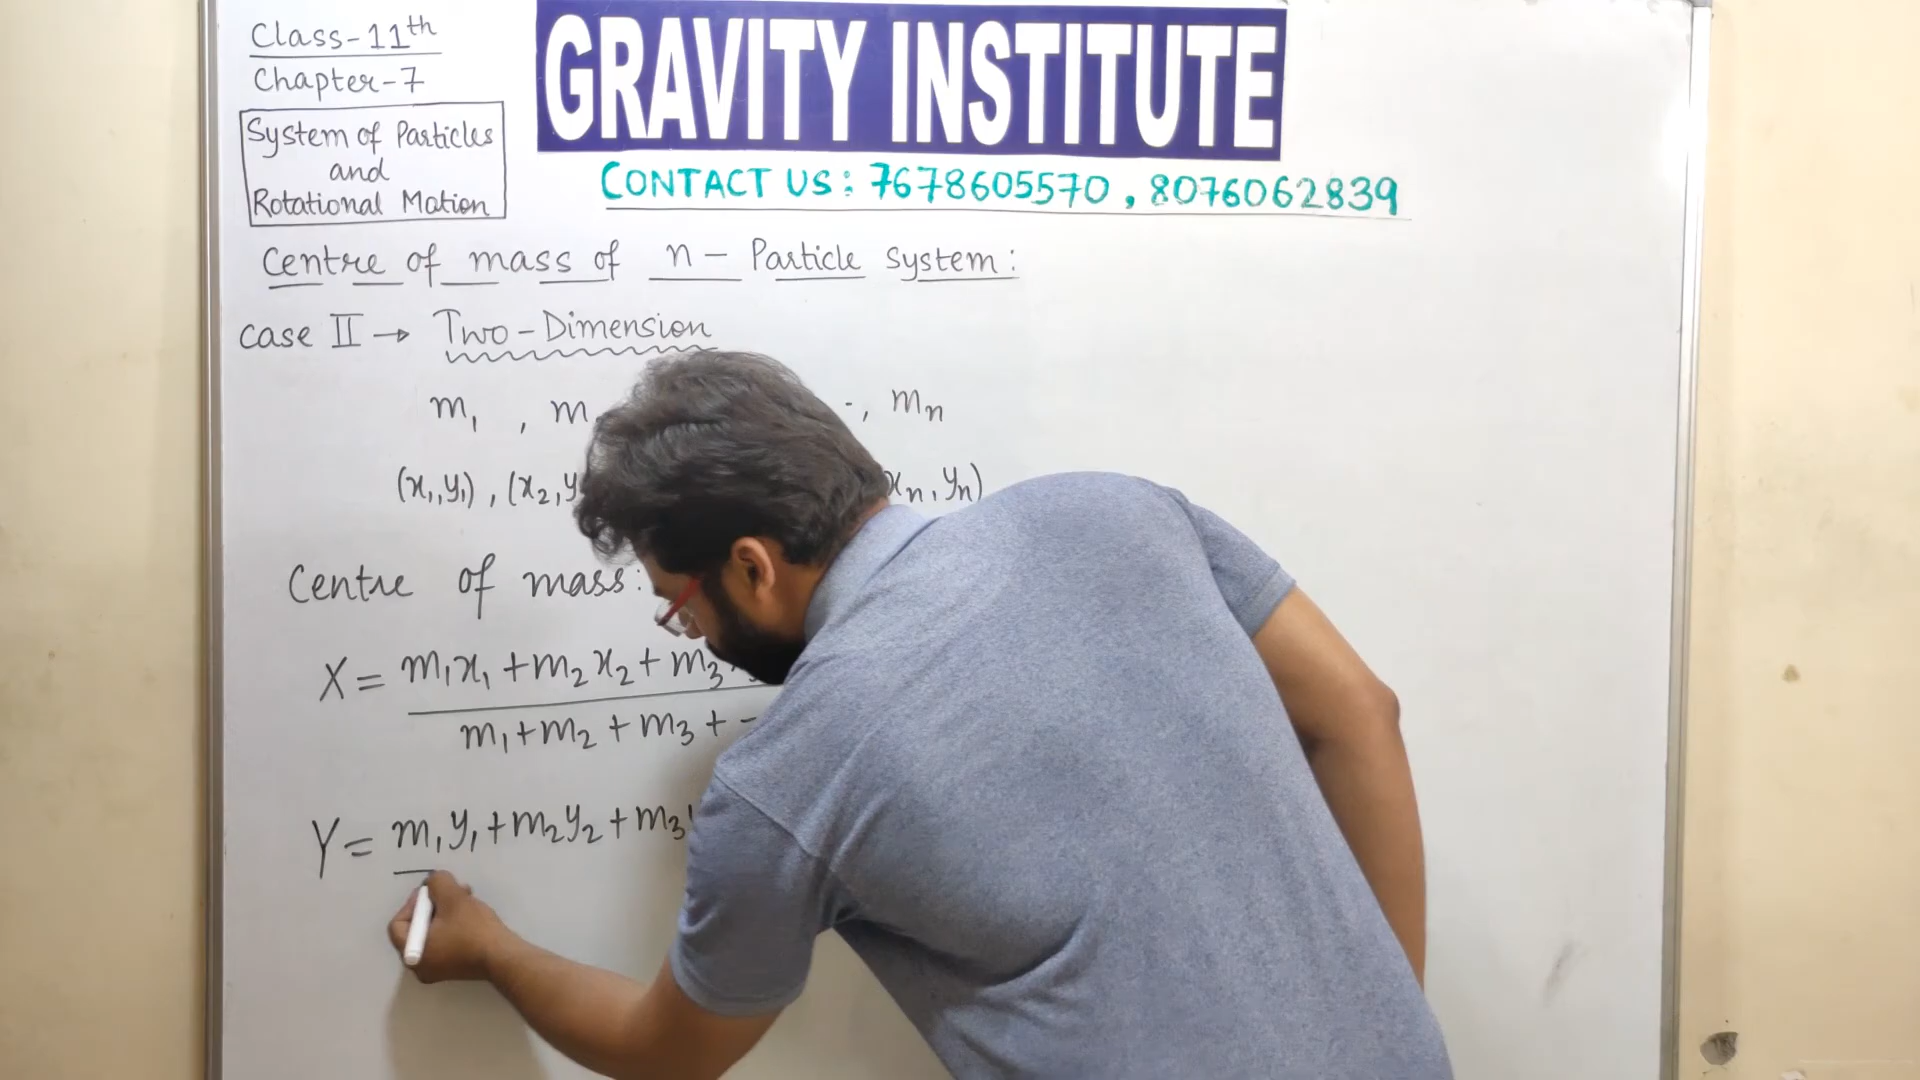 Class-11th
Chapter-7
System of Particles
and
Rotational Motion
GRAVITY INSTITUTE
CONTACT US: 7678605570, 8076062839
Centre of mass of n- Particle System:
Case II → Two-Dimension
m₁ , m -, mₙ
(x₁,y₁) , (x₂,y xₙ, yₙ)
Centre of mass:
X = m₁x₁ + m₂x₂ + m₃
m₁+m₂ + m₃ + -
Y = m₁y₁ + m₂y₂ + m₃